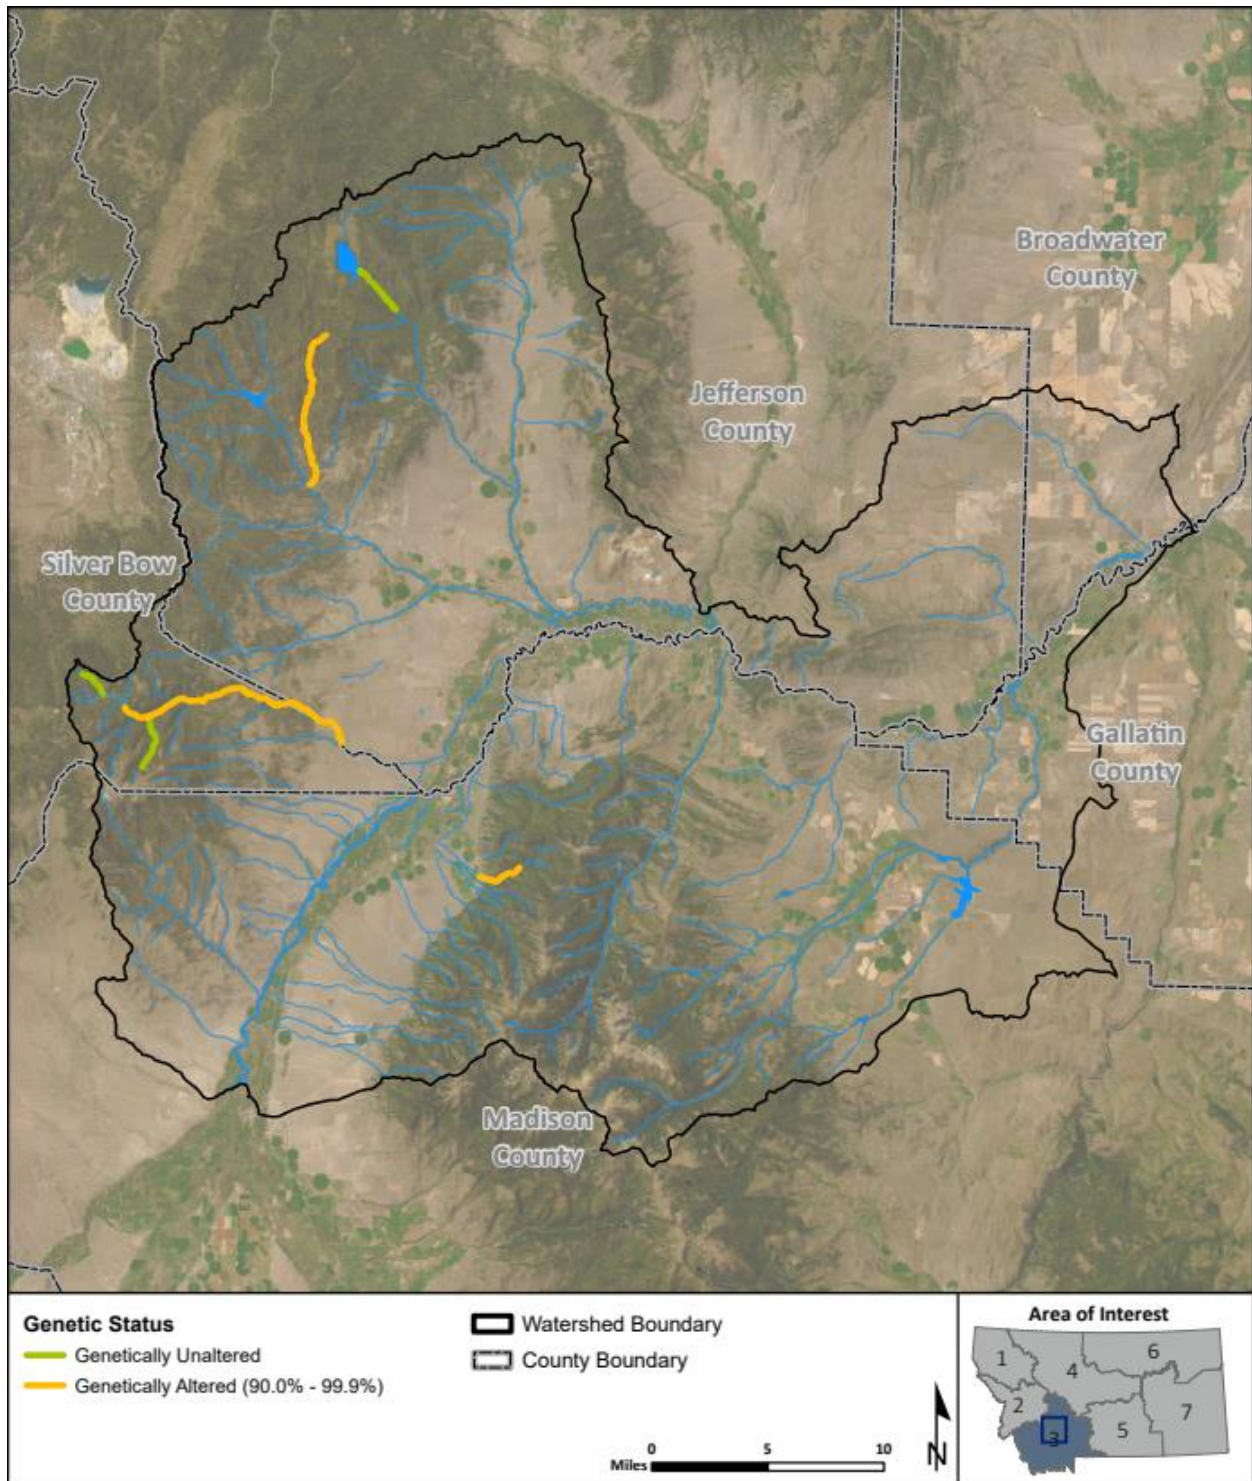 Broadwater
County
Jefferson
County
Silver Bow
County
Gallatin
County
Madison
County
Genetic Status
Genetically Unaltered
Genetically Altered (90.0% - 99.9%)
Watershed Boundary
County Boundary
0 5 10
Miles
N
Area of Interest
1
2
3
4
5
6
7